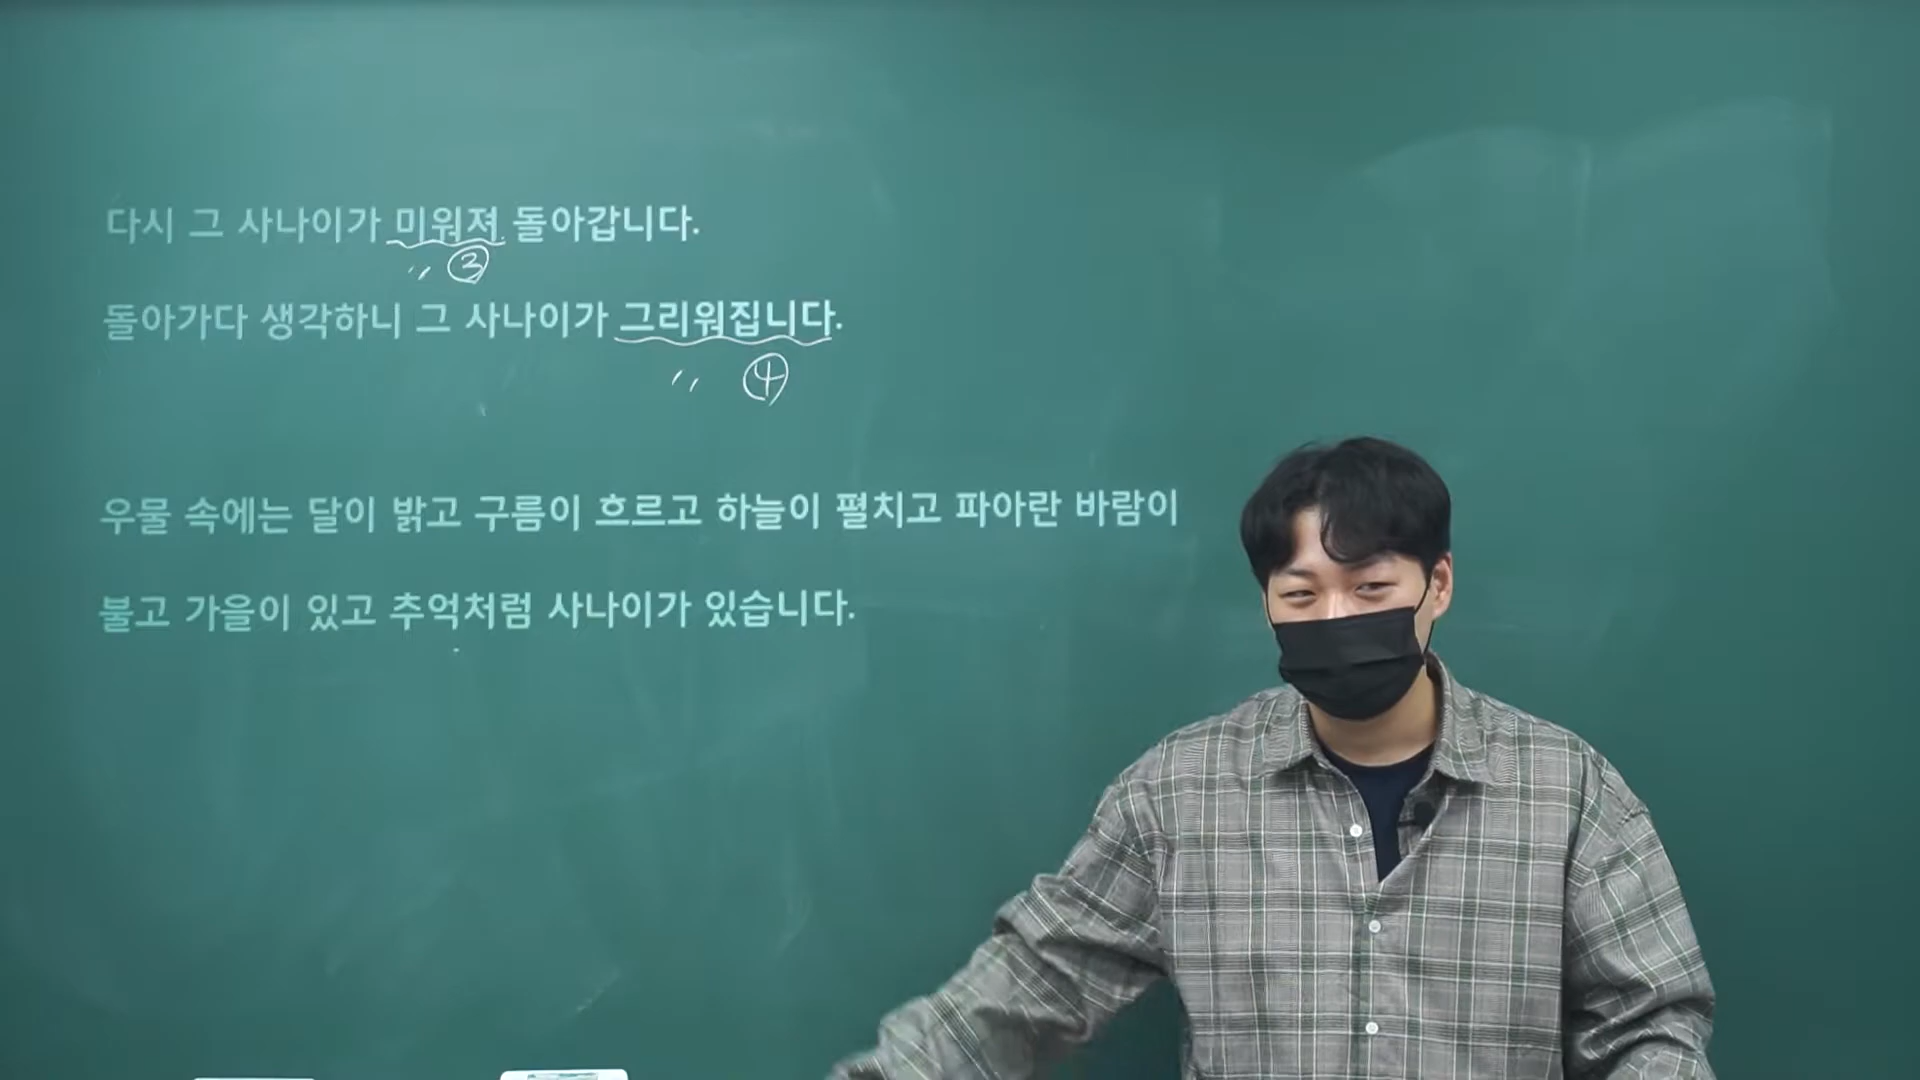 다시 그 사나이가 미워져 돌아갑니다.
〃 ③
돌아가다 생각하니 그 사나이가 그리워집니다.
〃 ④
우물 속에는 달이 밝고 구름이 흐르고 하늘이 펼치고 파아란 바람이
불고 가을이 있고 추억처럼 사나이가 있습니다.